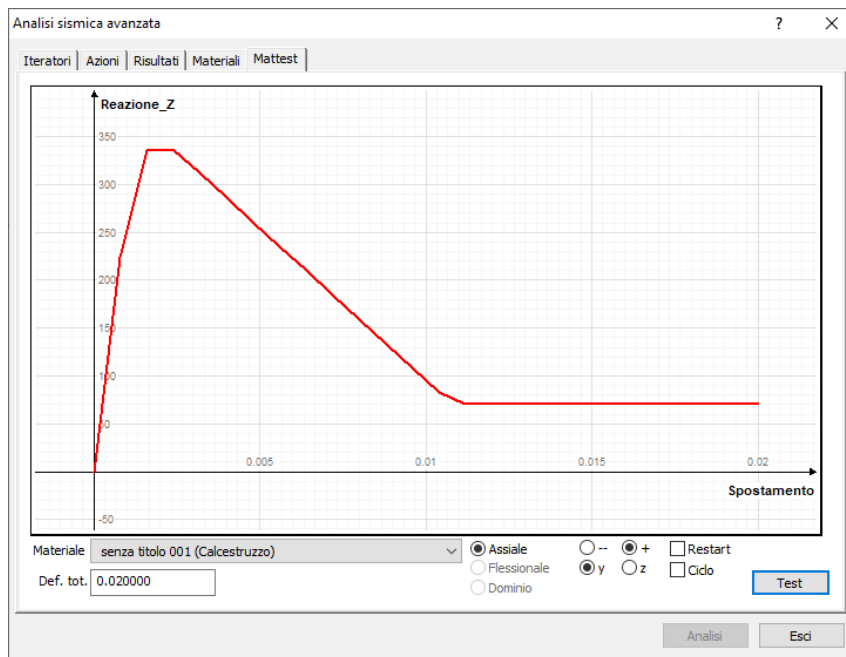 Analisi sismica avanzata ? ×
Iteratori Azioni Risultati Materiali Mattest
Reazione_Z
350
300
250
200
150
100
50
0.005 0.01 0.015 0.02
Spostamento
-50
Materiale senza titolo 001 (Calcestruzzo) Assiale -- + Restart
Flessionale y z Ciclo
Def. tot. 0.020000 Dominio Test
Analisi Esci